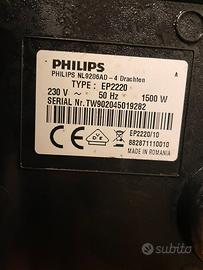 PHILIPS
PHILIPS NL9206AD-4 Drachten A
TYPE: EP2220
230 V ~ 50 Hz 1500 W
SERIAL Nr. TW902045019282
EP2220/10
882871110010
MADE IN ROMANIA
subito